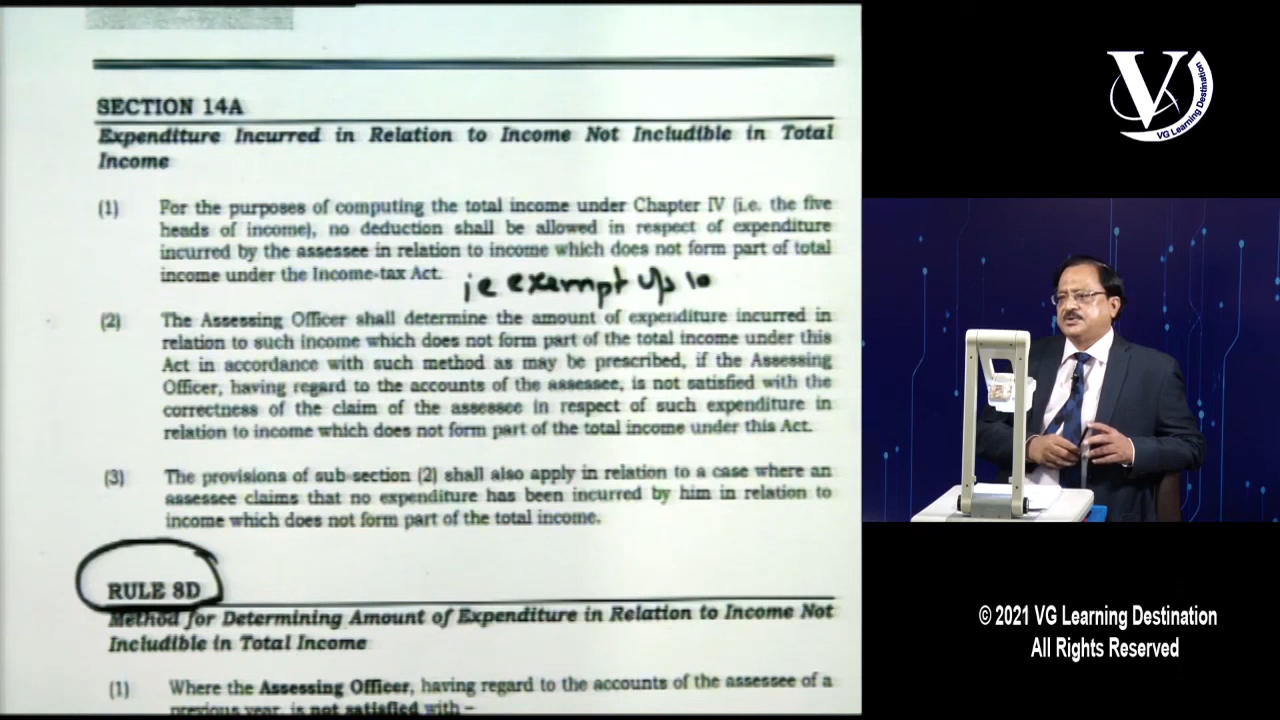 SECTION 14A
Expenditure Incurred in Relation to Income Not Includible in Total
Income
(1) For the purposes of computing the total income under Chapter IV (i.e. the five
heads of income), no deduction shall be allowed in respect of expenditure
incurred by the assessee in relation to income which does not form part of total
income under the Income-tax Act.
ie exempt u/s 10
(2) The Assessing Officer shall determine the amount of expenditure incurred in
relation to such income which does not form part of the total income under this
Act in accordance with such method as may be prescribed, if the Assessing
Officer, having regard to the accounts of the assessee, is not satisfied with the
correctness of the claim of the assessee in respect of such expenditure in
relation to income which does not form part of the total income under this Act.
(3) The provisions of sub-section (2) shall also apply in relation to a case where an
assessee claims that no expenditure has been incurred by him in relation to
income which does not form part of the total income.
RULE 8D
Method for Determining Amount of Expenditure in Relation to Income Not
Includible in Total Income
(1) Where the Assessing Officer, having regard to the accounts of the assessee of a
previous year, is not satisfied with –
V
VG Learning Destination
© 2021 VG Learning Destination
All Rights Reserved